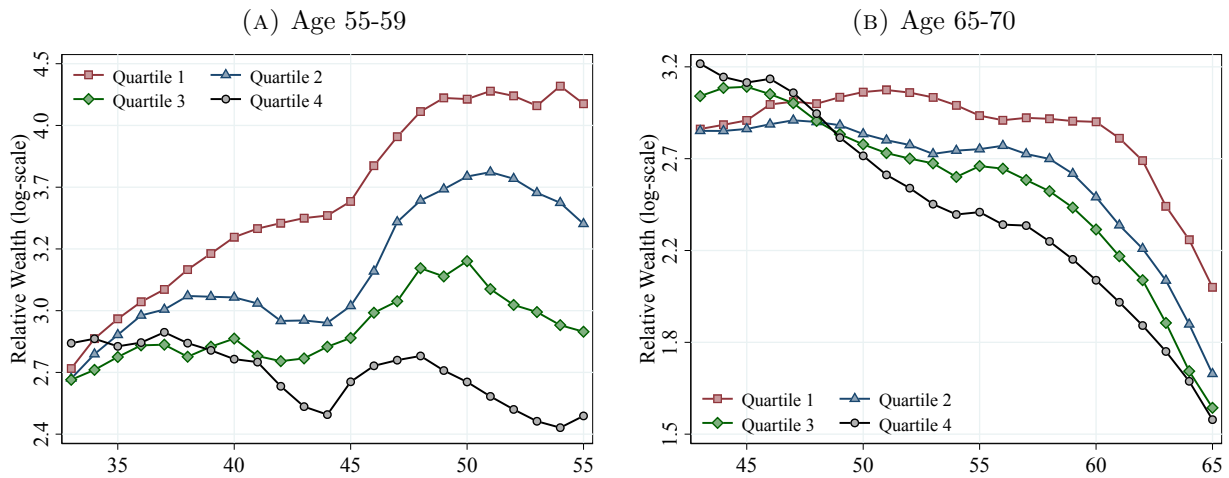 (A) Age 55-59
Relative Wealth (log-scale)
4.5
4.0
3.7
3.2
3.0
2.7
2.4
Quartile 1 Quartile 2
Quartile 3 Quartile 4
35 40 45 50 55
(B) Age 65-70
Relative Wealth (log-scale)
3.2
2.7
2.2
1.8
1.5
Quartile 1 Quartile 2
Quartile 3 Quartile 4
45 50 55 60 65